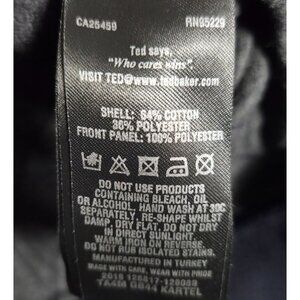 CA25459 RN95229
Ted says,
"Who cares wins".
VISIT TED@www.tedbaker.com
SHELL: 64% COTTON
36% POLYESTER
FRONT PANEL: 100% POLYESTER
DO NOT USE PRODUCTS
CONTAINING BLEACH, OIL
OR ALCOHOL. HAND WASH AT 30C
SEPARATELY. RE-SHAPE WHILST
DAMP. DRY FLAT. DO NOT DRY
IN DIRECT SUNLIGHT.
WARM IRON ON REVERSE.
DO NOT RUB ISOLATED STAINS.
MADE IN TURKEY
WEAR WITH CARE, WEAR WITH PRIDE
KARTEL